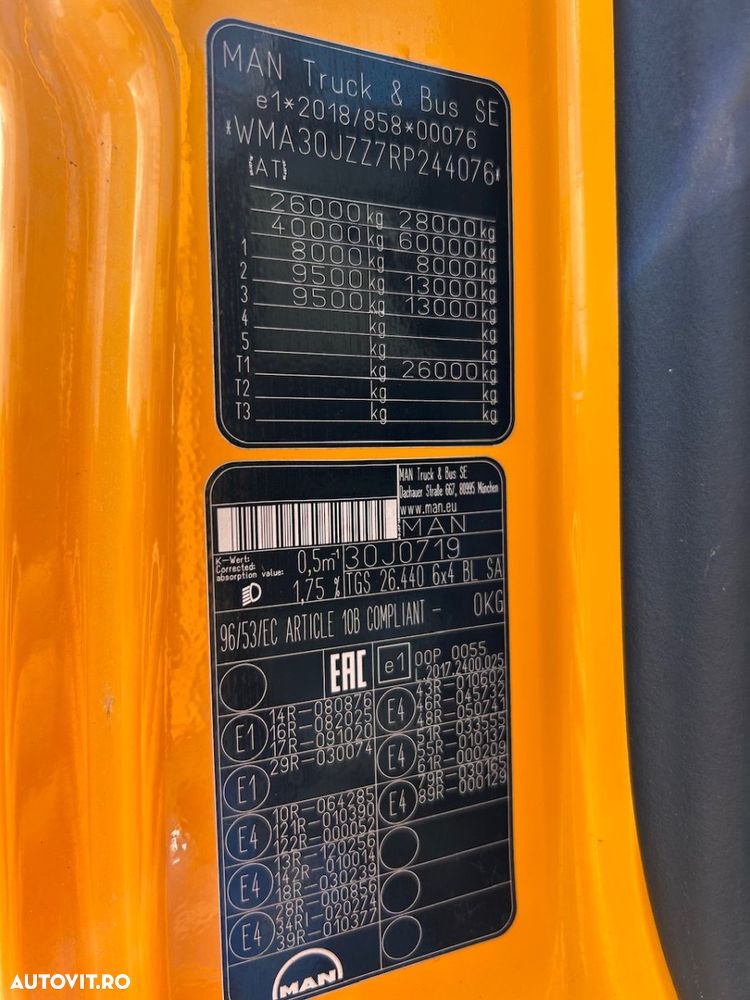 MAN Truck & Bus SE
e1*2018/858*00076
*WMA30JZZ7RP244076*
[AT]
26000 kg 28000 kg
40000 kg 60000 kg
1 8000 kg 8000 kg
2 9500 kg 13000 kg
3 9500 kg 13000 kg
4 kg kg
5 kg kg
T1 kg 26000 kg
T2 kg kg
T3 kg kg
MAN Truck & Bus SE
Dachauer Straße 667, 80995 München
www.man.eu
MAN
K-Wert:
Corrected
absorption value: 0,5m⁻¹ 30J0719
1,75 % TGS 26.440 6x4 BL SA
96/53/EC ARTICLE 10B COMPLIANT - 0KG
EAC e1 00P 0055
L.2017.2400.025
E1 14R-080876
16R-082025
17R-091020
E1 29R-030074
E4 10R-064285
121R-010390
122R-000052
E4 13R-120256
142R-010014
18R-030239
E4 28R-000856
34RI-020224
39R-010377
E4 43R-010602
46R-045732
48R-050741
E4 51R-033555
55R-010137
61R-000209
E4 79R-030165
89R-000129
MAN
AUTOVIT.RO